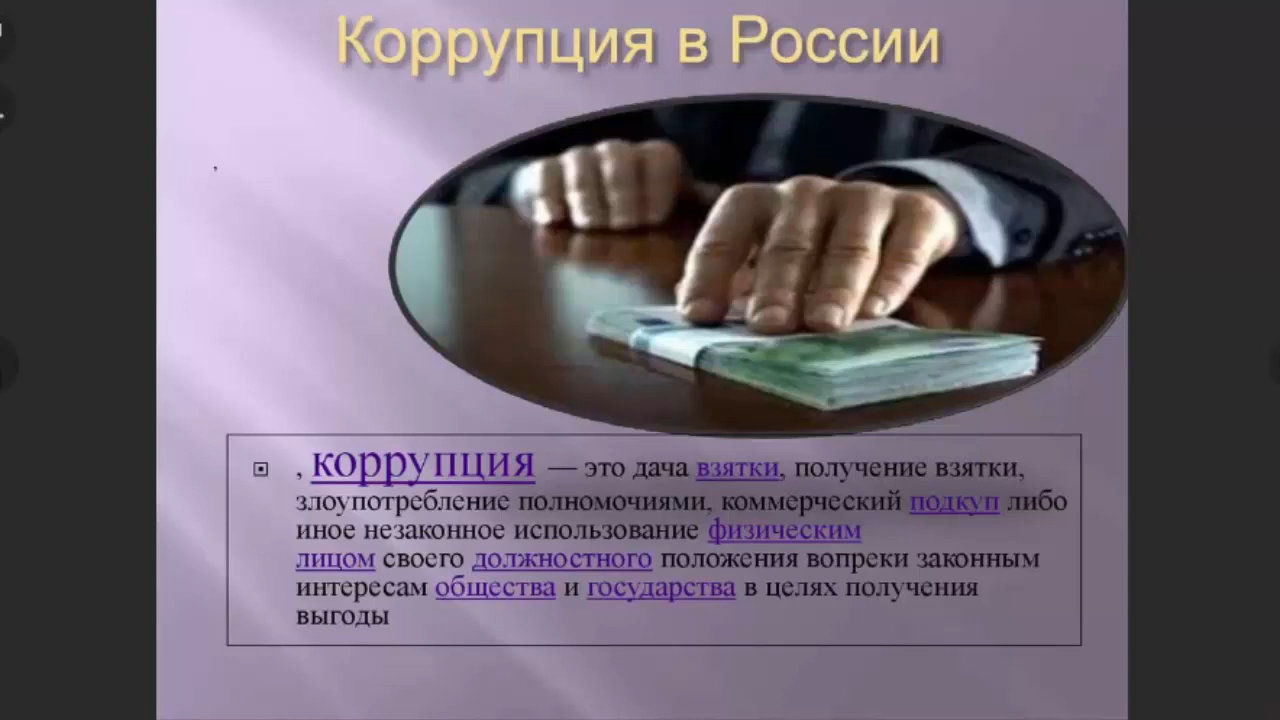 Коррупция в России
,
, коррупция — это дача взятки, получение взятки,
злоупотребление полномочиями, коммерческий подкуп либо
иное незаконное использование физическим
лицом своего должностного положения вопреки законным
интересам общества и государства в целях получения
выгоды